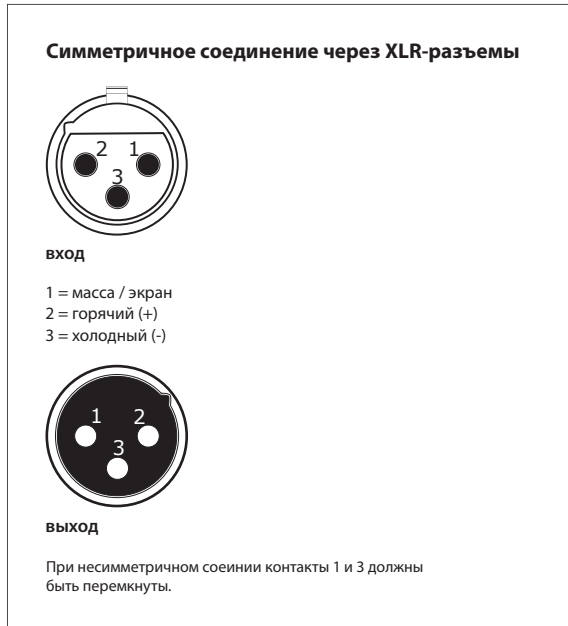 Симметричное соединение через XLR-разъемы
2 1
3
вход
1 = масса / экран
2 = горячий (+)
3 = холодный (-)
1 2
3
выход
При несимметричном соеинии контакты 1 и 3 должны
быть перемкнуты.